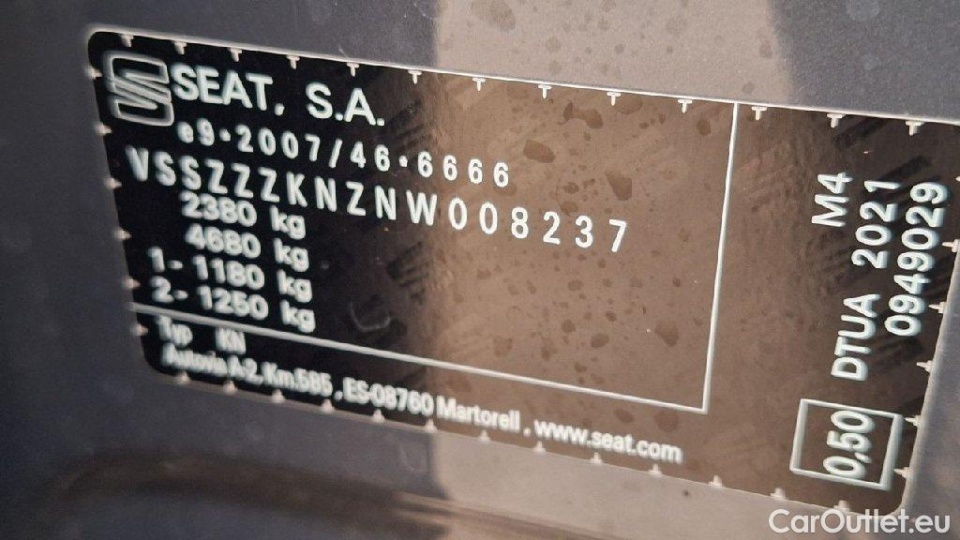 SEAT, S.A.
e9*2007/46*6666
VSSZZZKNZNW008237
2380 kg
4680 kg
1- 1180 kg
2- 1250 kg
Typ KN
Autovia A-2, Km.585, ES-08760 Martorell, www.seat.com
M4
DTUA 2021
0949029
0,50
CarOutlet.eu